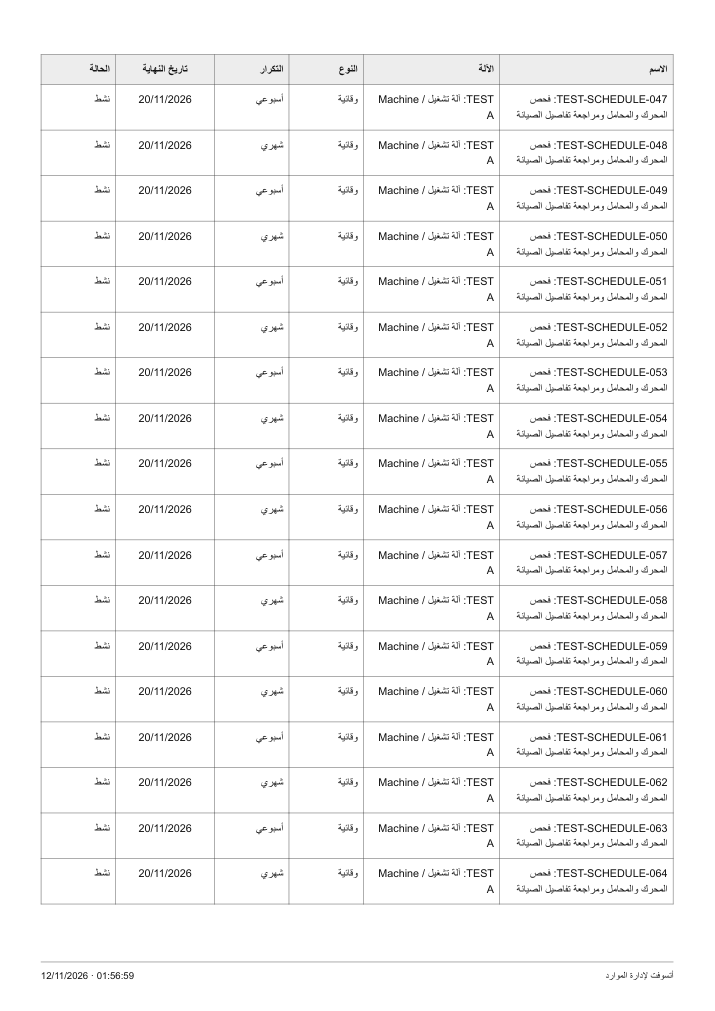 الاسم الآلة النوع التكرار تاريخ النهاية الحالة
TEST-SCHEDULE-047: فحص المحرك والمحامل ومراجعة تفاصيل الصيانة TEST: آلة تشغيل / Machine A وقائية أسبوعي 20/11/2026 نشط
TEST-SCHEDULE-048: فحص المحرك والمحامل ومراجعة تفاصيل الصيانة TEST: آلة تشغيل / Machine A وقائية شهري 20/11/2026 نشط
TEST-SCHEDULE-049: فحص المحرك والمحامل ومراجعة تفاصيل الصيانة TEST: آلة تشغيل / Machine A وقائية أسبوعي 20/11/2026 نشط
TEST-SCHEDULE-050: فحص المحرك والمحامل ومراجعة تفاصيل الصيانة TEST: آلة تشغيل / Machine A وقائية شهري 20/11/2026 نشط
TEST-SCHEDULE-051: فحص المحرك والمحامل ومراجعة تفاصيل الصيانة TEST: آلة تشغيل / Machine A وقائية أسبوعي 20/11/2026 نشط
TEST-SCHEDULE-052: فحص المحرك والمحامل ومراجعة تفاصيل الصيانة TEST: آلة تشغيل / Machine A وقائية شهري 20/11/2026 نشط
TEST-SCHEDULE-053: فحص المحرك والمحامل ومراجعة تفاصيل الصيانة TEST: آلة تشغيل / Machine A وقائية أسبوعي 20/11/2026 نشط
TEST-SCHEDULE-054: فحص المحرك والمحامل ومراجعة تفاصيل الصيانة TEST: آلة تشغيل / Machine A وقائية شهري 20/11/2026 نشط
TEST-SCHEDULE-055: فحص المحرك والمحامل ومراجعة تفاصيل الصيانة TEST: آلة تشغيل / Machine A وقائية أسبوعي 20/11/2026 نشط
TEST-SCHEDULE-056: فحص المحرك والمحامل ومراجعة تفاصيل الصيانة TEST: آلة تشغيل / Machine A وقائية شهري 20/11/2026 نشط
TEST-SCHEDULE-057: فحص المحرك والمحامل ومراجعة تفاصيل الصيانة TEST: آلة تشغيل / Machine A وقائية أسبوعي 20/11/2026 نشط
TEST-SCHEDULE-058: فحص المحرك والمحامل ومراجعة تفاصيل الصيانة TEST: آلة تشغيل / Machine A وقائية شهري 20/11/2026 نشط
TEST-SCHEDULE-059: فحص المحرك والمحامل ومراجعة تفاصيل الصيانة TEST: آلة تشغيل / Machine A وقائية أسبوعي 20/11/2026 نشط
TEST-SCHEDULE-060: فحص المحرك والمحامل ومراجعة تفاصيل الصيانة TEST: آلة تشغيل / Machine A وقائية شهري 20/11/2026 نشط
TEST-SCHEDULE-061: فحص المحرك والمحامل ومراجعة تفاصيل الصيانة TEST: آلة تشغيل / Machine A وقائية أسبوعي 20/11/2026 نشط
TEST-SCHEDULE-062: فحص المحرك والمحامل ومراجعة تفاصيل الصيانة TEST: آلة تشغيل / Machine A وقائية شهري 20/11/2026 نشط
TEST-SCHEDULE-063: فحص المحرك والمحامل ومراجعة تفاصيل الصيانة TEST: آلة تشغيل / Machine A وقائية أسبوعي 20/11/2026 نشط
TEST-SCHEDULE-064: فحص المحرك والمحامل ومراجعة تفاصيل الصيانة TEST: آلة تشغيل / Machine A وقائية شهري 20/11/2026 نشط
أتسوفت لإدارة الموارد
12/11/2026 · 01:56:59